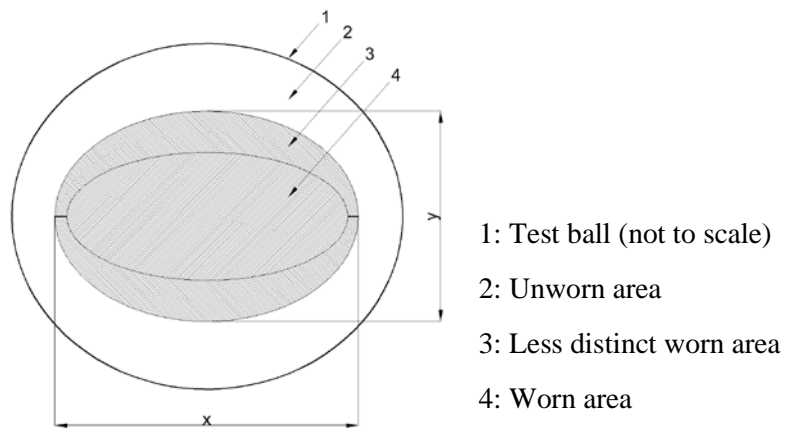 1
2
3
4
y
x
1: Test ball (not to scale)
2: Unworn area
3: Less distinct worn area
4: Worn area